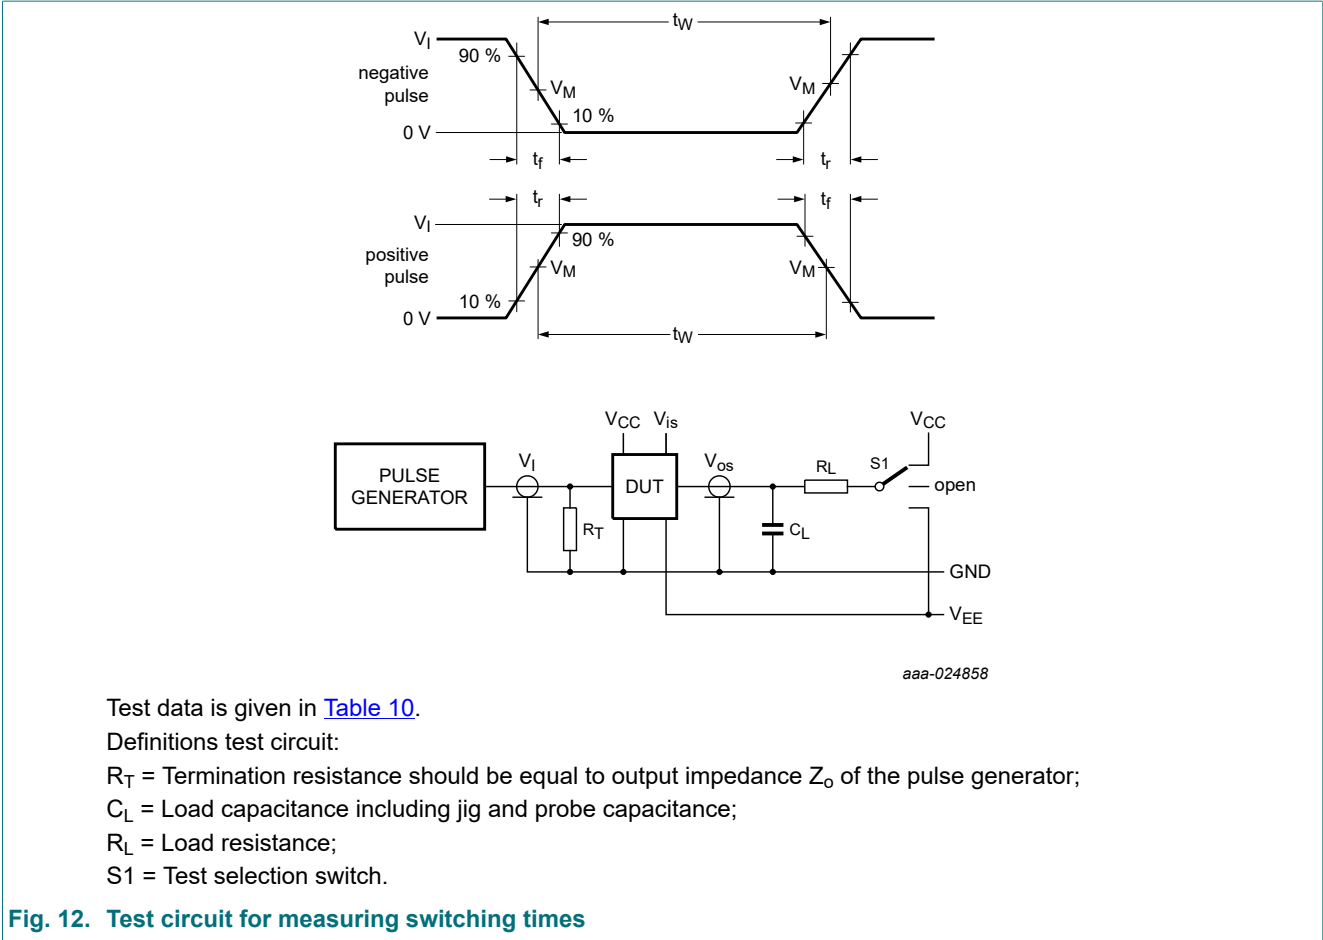 tW
VI
90 %
negative
pulse
VM
VM
10 %
0 V
tf
tr
tr
tf
VI
90 %
positive
pulse
VM
VM
10 %
0 V
tW
VCC Vis
VCC
PULSE
GENERATOR
VI
DUT
Vos
RL
S1
open
RT
CL
GND
VEE
aaa-024858
Test data is given in Table 10.
Definitions test circuit:
RT = Termination resistance should be equal to output impedance Zo of the pulse generator;
CL = Load capacitance including jig and probe capacitance;
RL = Load resistance;
S1 = Test selection switch.
Fig. 12. Test circuit for measuring switching times